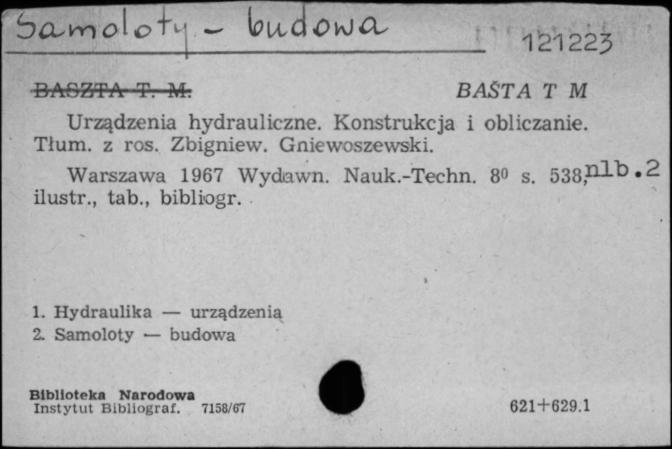 Samoloty - budowa
121223
BASZTA T. M.
BAŠTA T M
Urządzenia hydrauliczne. Konstrukcja i obliczanie.
Tłum. z ros. Zbigniew. Gniewoszewski.
Warszawa 1967 Wydawn. Nauk.-Techn. 8⁰ s. 538, nlb. 2
ilustr., tab., bibliogr.
1. Hydraulika — urządzenia
2. Samoloty — budowa
Biblioteka Narodowa
Instytut Bibliograf. 7158/67
621+629.1